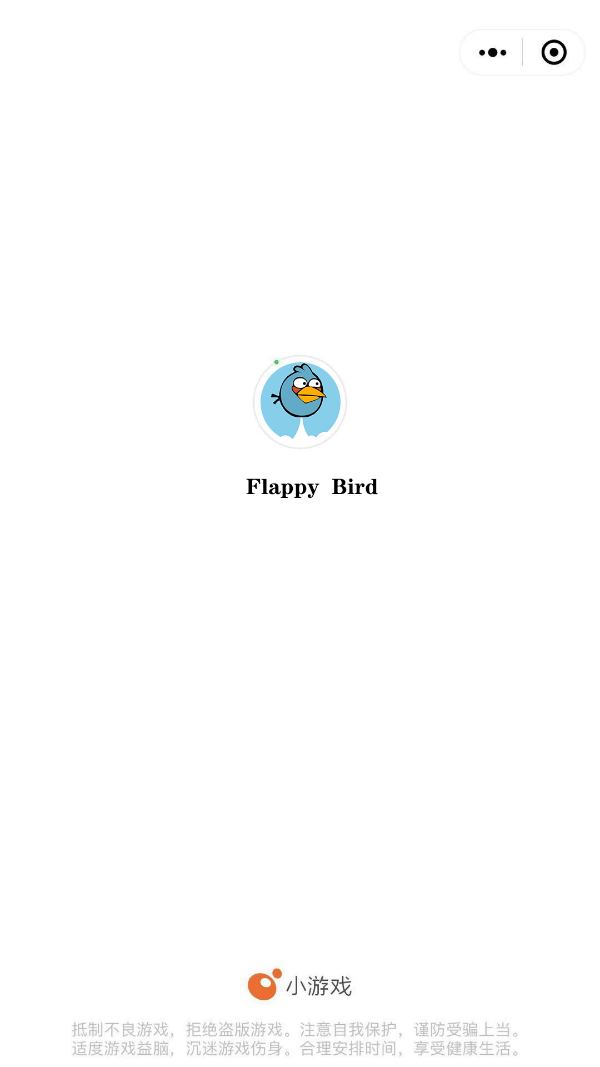 Flappy Bird
小游戏
抵制不良游戏，拒绝盗版游戏。注意自我保护，谨防受骗上当。
适度游戏益脑，沉迷游戏伤身。合理安排时间，享受健康生活。